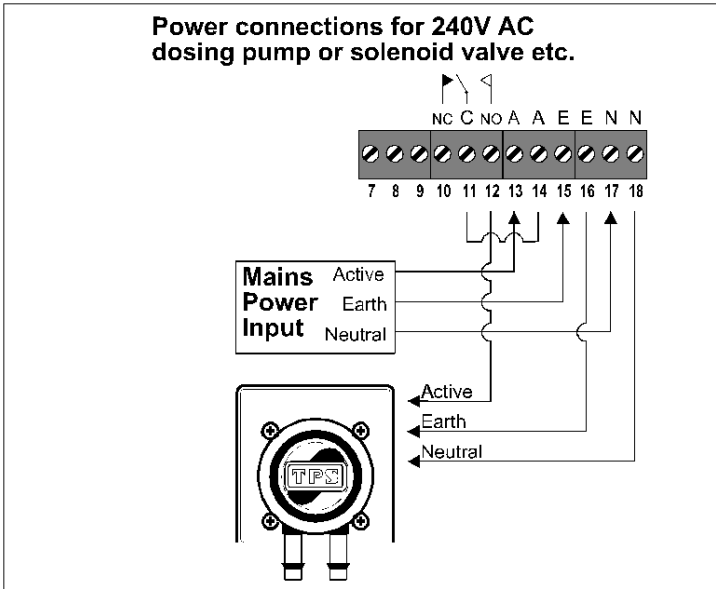 Power connections for 240V AC
dosing pump or solenoid valve etc.
NC C NO A A E E N N
7 8 9 10 11 12 13 14 15 16 17 18
Mains Power Input
Active
Earth
Neutral
Active
Earth
Neutral
TPS